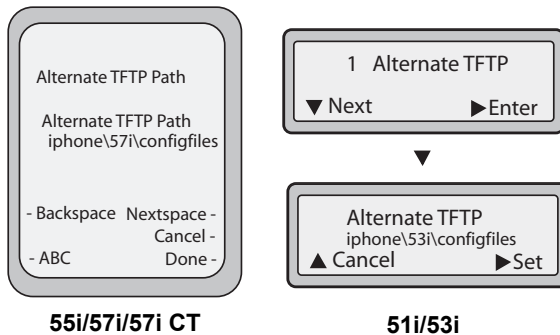 Alternate TFTP Path
Alternate TFTP Path
iphone\57i\configfiles
- Backspace Nextspace -
Cancel -
- ABC Done -
55i/57i/57i CT
1 Alternate TFTP
▼ Next ▶Enter
▼
Alternate TFTP
iphone\53i\configfiles
▲ Cancel ▶Set
51i/53i